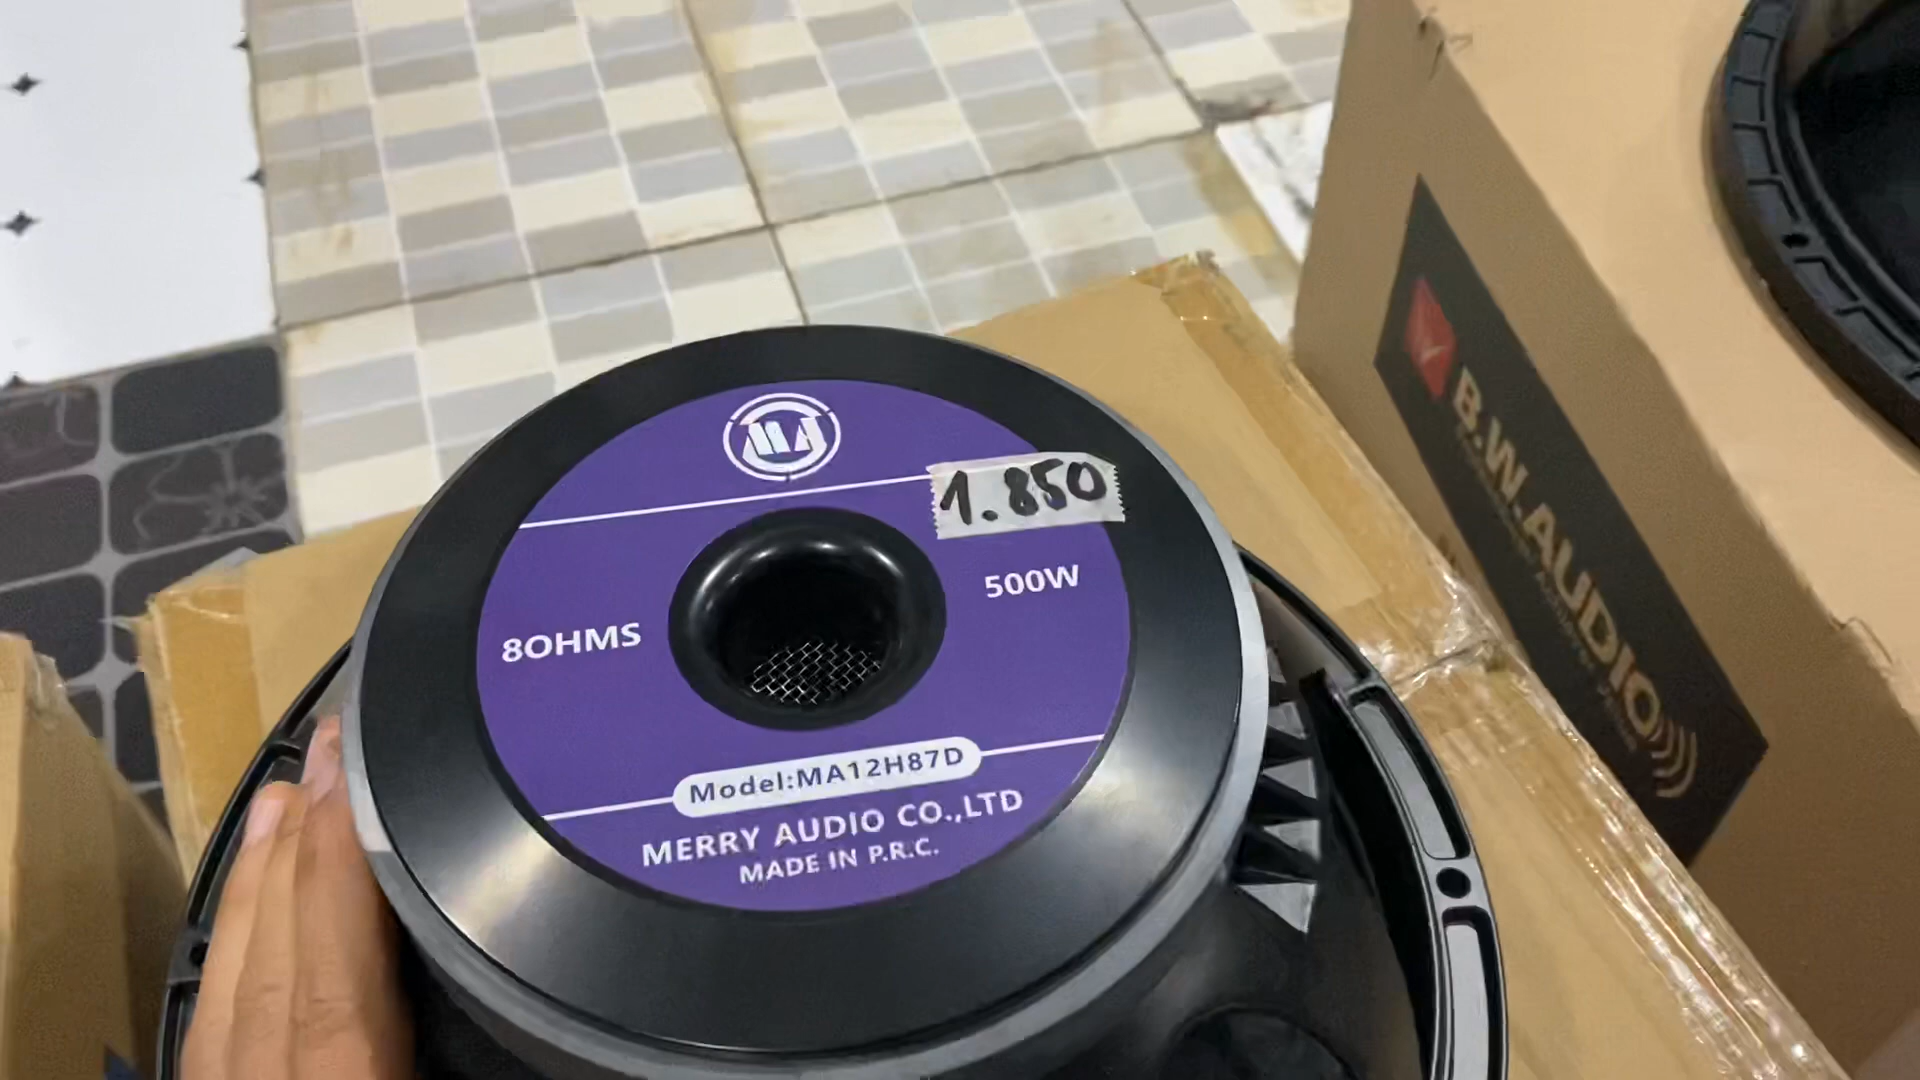 1.850
500W
8OHMS
Model:MA12H87D
MERRY AUDIO CO.,LTD
MADE IN P.R.C.
B.W.AUDIO